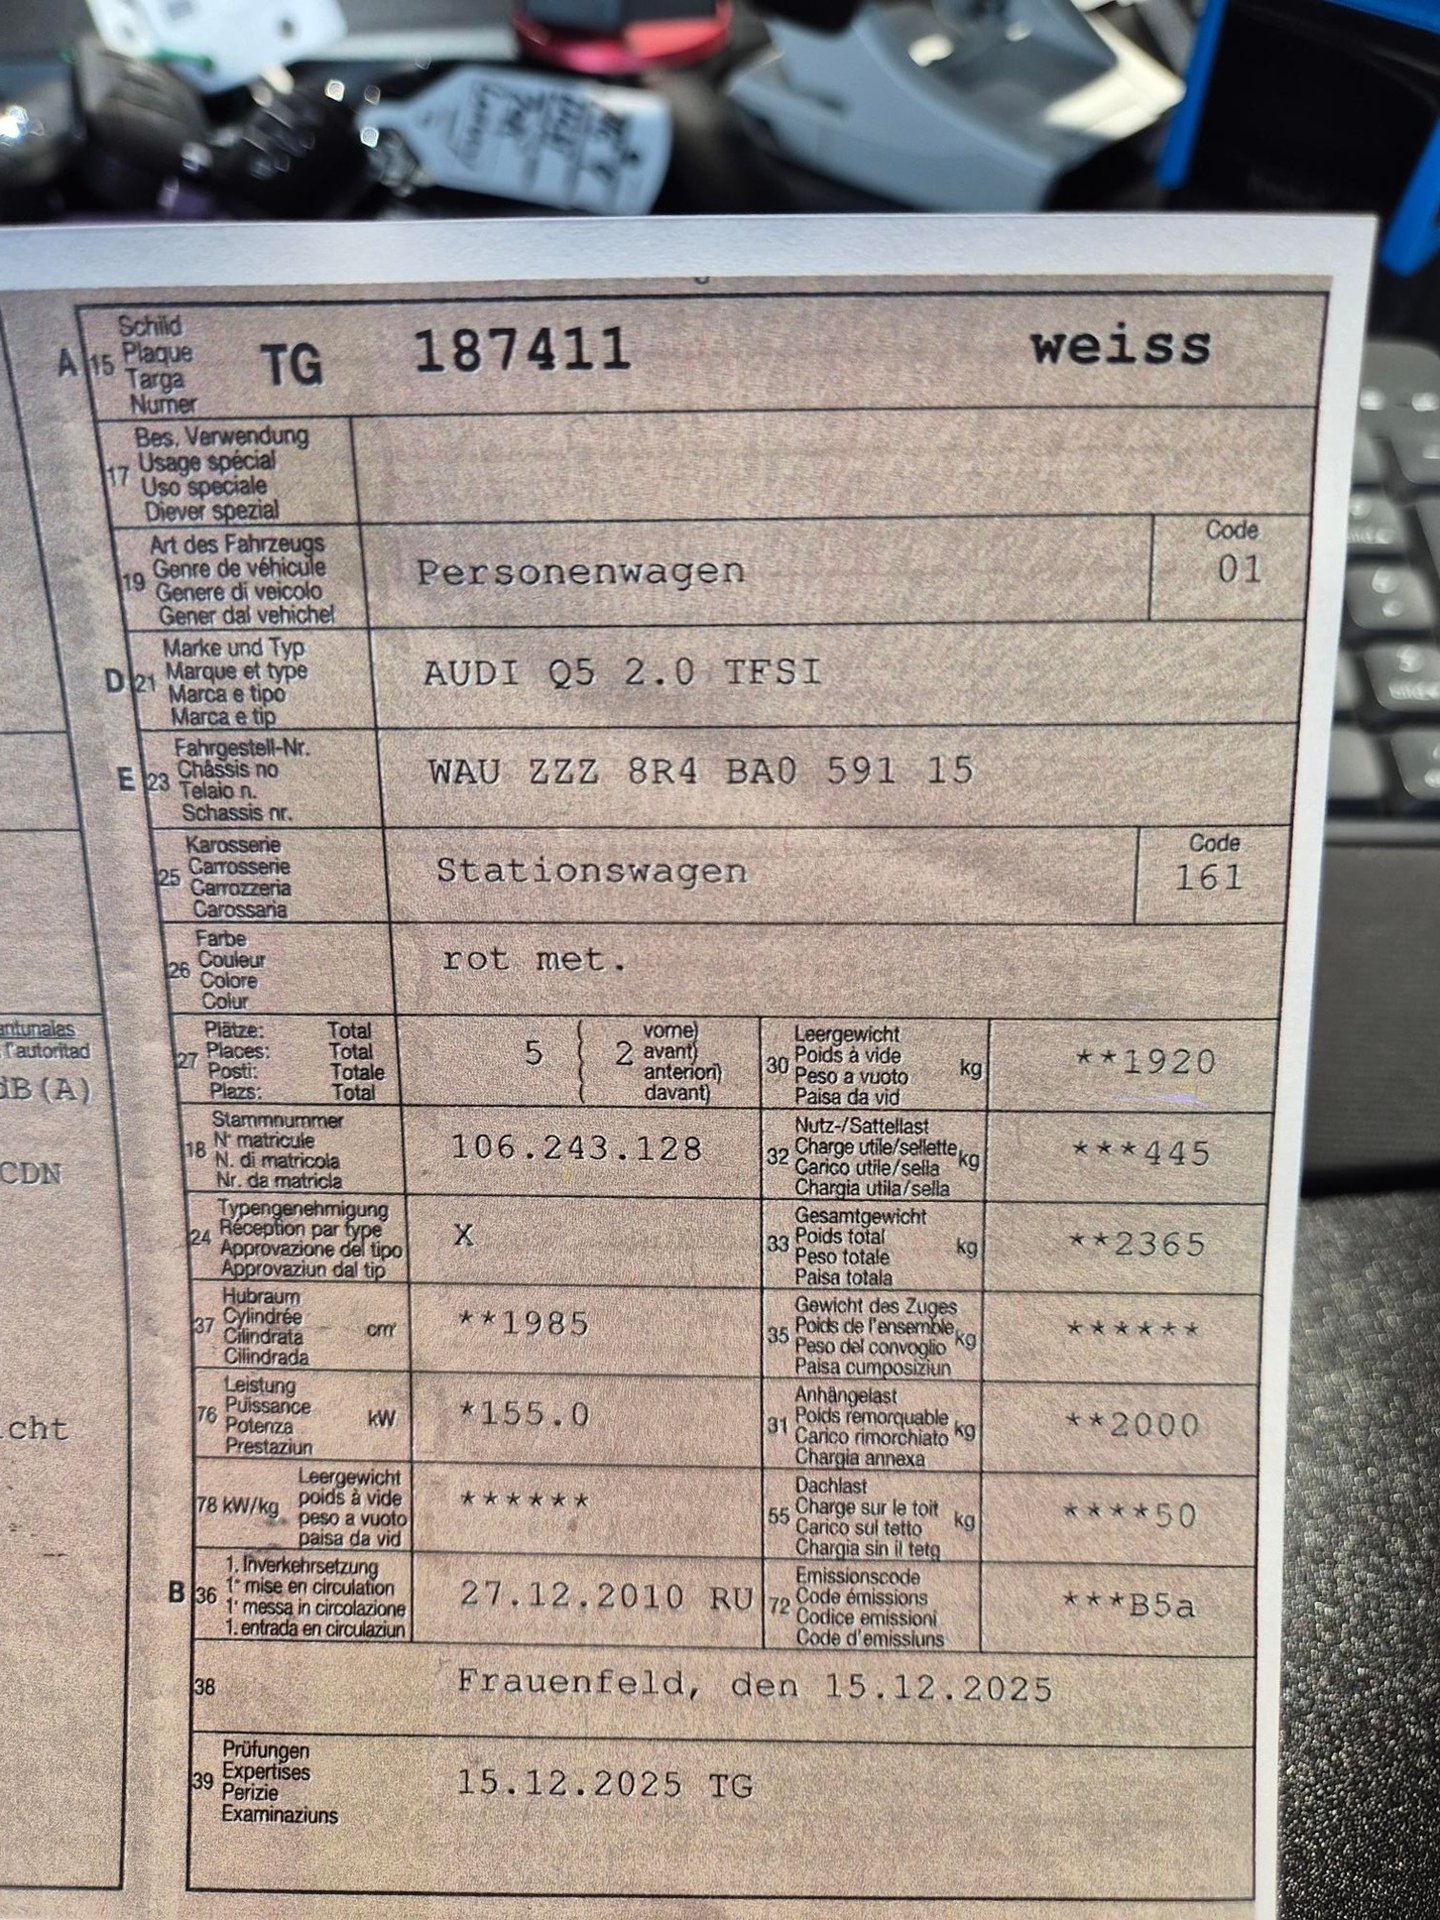 A 15 Schild
Plaque
Targa
Numer
TG 187411 weiss
17 Bes. Verwendung
Usage spécial
Uso speciale
Diever spezial
19 Art des Fahrzeugs
Genre de véhicule
Genere di veicolo
Gener dal vehichel
Personenwagen
Code
01
D 21 Marke und Typ
Marque et type
Marca e tipo
Marca e tip
AUDI Q5 2.0 TFSI
E 23 Fahrgestell-Nr.
Châssis no
Telaio n.
Schassis nr.
WAU ZZZ 8R4 BA0 591 15
25 Karosserie
Carrosserie
Carrozzeria
Carossaria
Stationswagen
Code
161
26 Farbe
Couleur
Colore
Colur
rot met.
antunalas
l'autoritad
dB(A)
CDN
cht
27 Plätze: Total
Places: Total
Posti: Totale
Plazs: Total
5 ( 2 vorne)
avant)
anteriori)
( davant)
30 Leergewicht
Poids à vide
Peso a vuoto kg
Paisa da vid
**1920
18 Stammnummer
N° matricule
N. di matricola
Nr. da matricla
106.243.128
32 Nutz-/Sattellast
Charge utile/sellette kg
Carico utile/sella
Chargia utila/sella
***445
24 Typengenehmigung
Réception par type
Approvazione del tipo
Approvaziun dal tip
X
33 Gesamtgewicht
Poids total
Peso totale kg
Paisa totala
**2365
37 Hubraum
Cylindrée
Cilindrata cm³
Cilindrada
**1985
35 Gewicht des Zuges
Poids de l'ensemble kg
Peso del convoglio
Paisa cumposiziun
******
76 Leistung
Puissance
Potenza kW
Prestaziun
*155.0
31 Anhängelast
Poids remorquable kg
Carico rimorchiato
Chargia annexa
**2000
78 kW/kg Leergewicht
poids à vide
peso a vuoto
paisa da vid
******
55 Dachlast
Charge sur le toit kg
Carico sul tetto
Chargia sin il tetg
****50
B 36 1. Inverkehrsetzung
1° mise en circulation
1° messa in circolazione
1. entrada en circulaziun
27.12.2010 RU
72 Emissionscode
Code émissions
Codice emissioni
Code d'emissiuns
***B5a
38 Frauenfeld, den 15.12.2025
39 Prüfungen
Expertises
Perizie
Examinaziuns
15.12.2025 TG